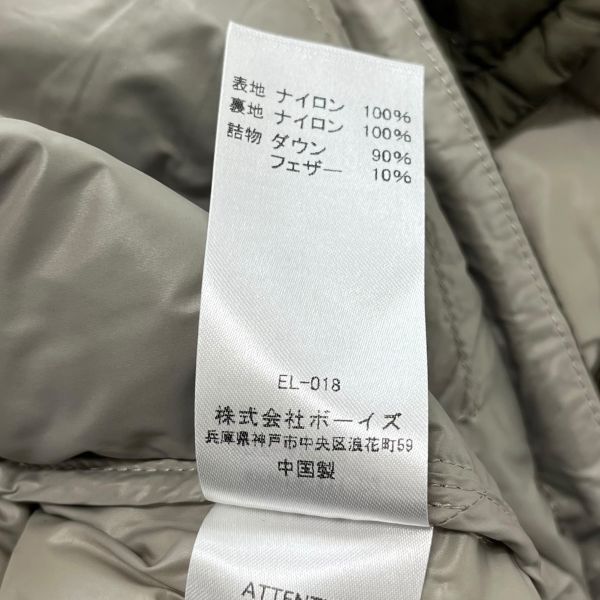 表地 ナイロン 100%
裏地 ナイロン 100%
詰物 ダウン 90%
フェザー 10%
EL-018
株式会社ボーイズ
兵庫県神戸市中央区浪花町59
中国製